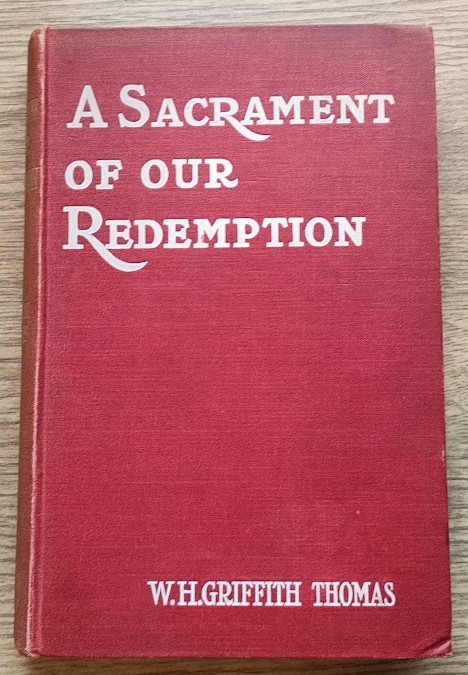 A SACRAMENT
OF OUR
REDEMPTION
W.H.GRIFFITH THOMAS